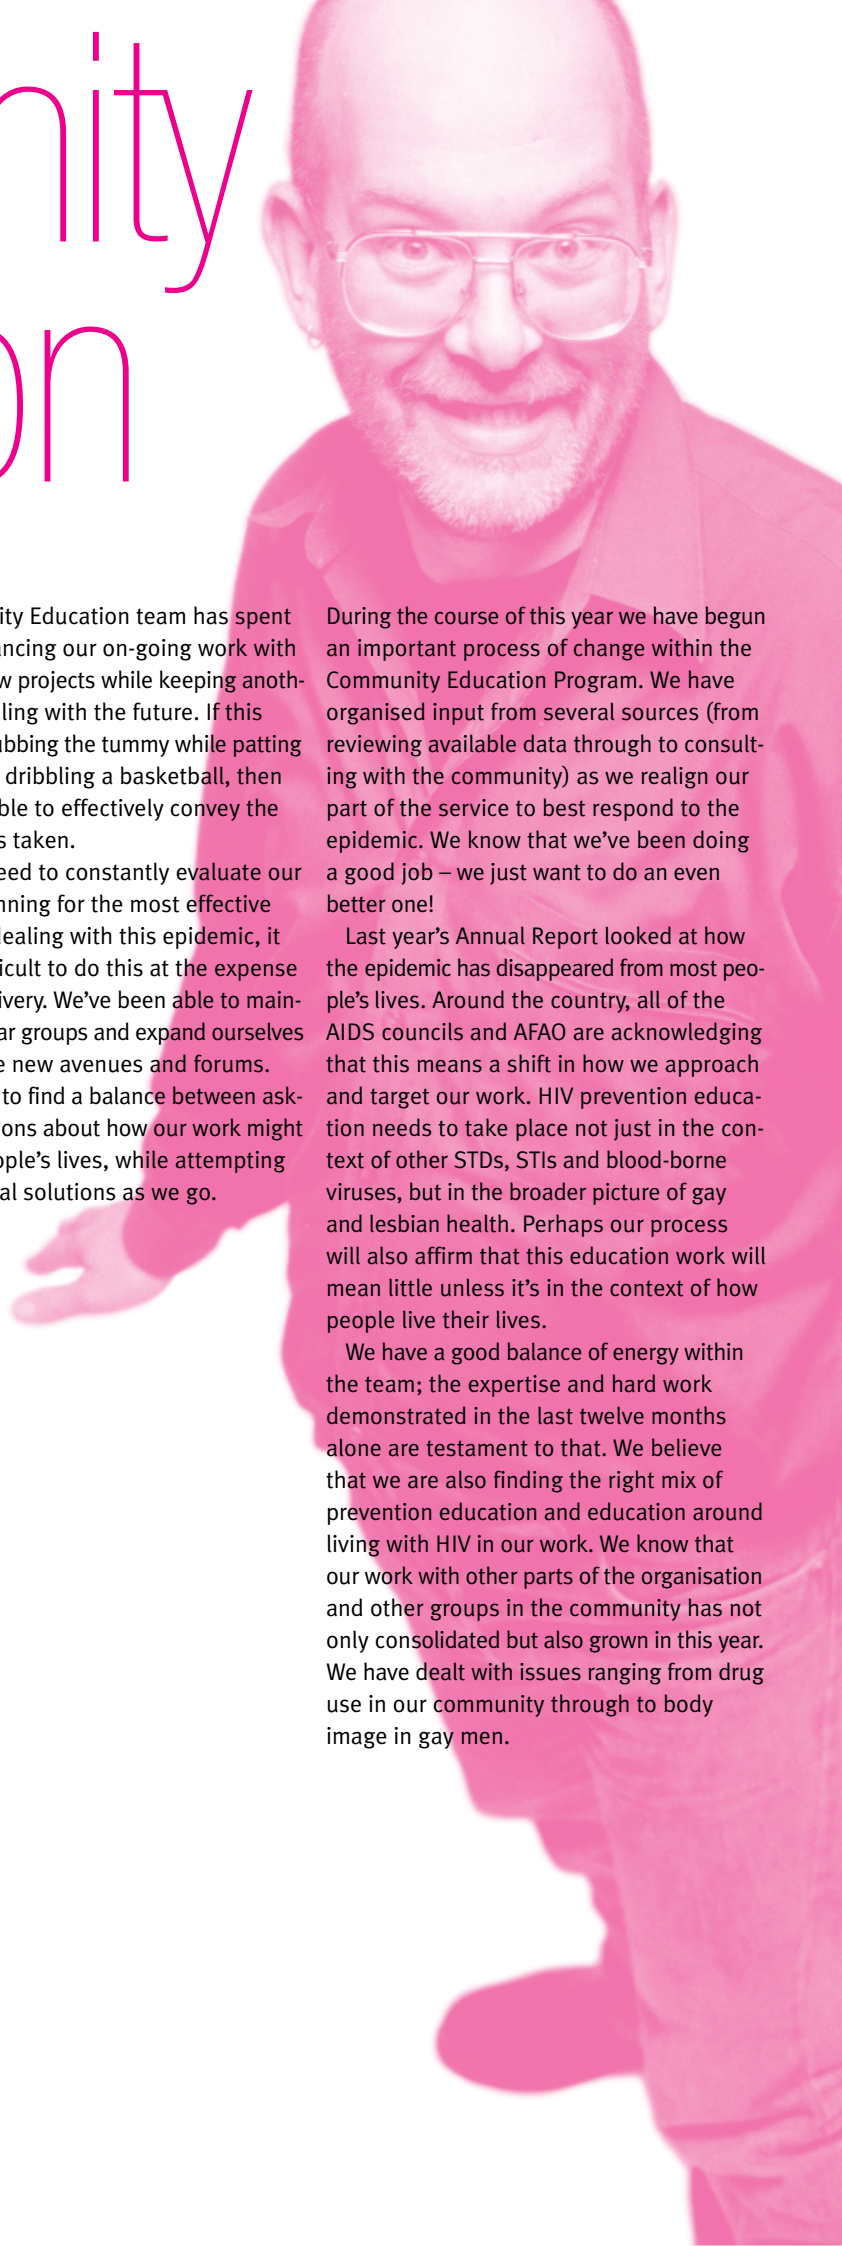 nity
on
ity Education team has spent
ncing our on-going work with
w projects while keeping anoth-
ling with the future. If this
bbing the tummy while patting
dribbling a basketball, then
ble to effectively convey the
s taken.
eed to constantly evaluate our
nning for the most effective
ealing with this epidemic, it
icult to do this at the expense
ivery. We've been able to main-
ar groups and expand ourselves
e new avenues and forums.
to find a balance between ask-
ons about how our work might
ople's lives, while attempting
al solutions as we go.
During the course of this year we have begun
an important process of change within the
Community Education Program. We have
organised input from several sources (from
reviewing available data through to consult-
ing with the community) as we realign our
part of the service to best respond to the
epidemic. We know that we've been doing
a good job – we just want to do an even
better one!
Last year's Annual Report looked at how
the epidemic has disappeared from most peo-
ple's lives. Around the country, all of the
AIDS councils and AFAO are acknowledging
that this means a shift in how we approach
and target our work. HIV prevention educa-
tion needs to take place not just in the con-
text of other STDs, STIs and blood-borne
viruses, but in the broader picture of gay
and lesbian health. Perhaps our process
will also affirm that this education work will
mean little unless it's in the context of how
people live their lives.
We have a good balance of energy within
the team; the expertise and hard work
demonstrated in the last twelve months
alone are testament to that. We believe
that we are also finding the right mix of
prevention education and education around
living with HIV in our work. We know that
our work with other parts of the organisation
and other groups in the community has not
only consolidated but also grown in this year.
We have dealt with issues ranging from drug
use in our community through to body
image in gay men.